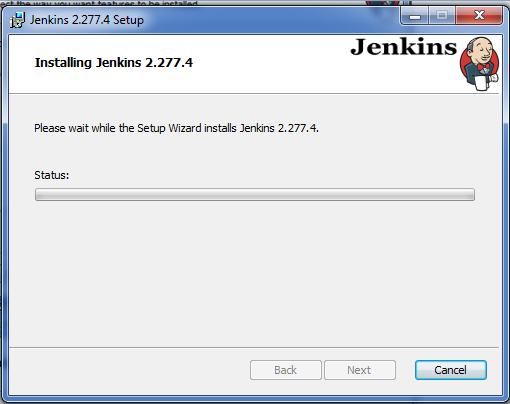 ect the way you want features to be installed.
Jenkins 2.277.4 Setup
Jenkins
Installing Jenkins 2.277.4
Please wait while the Setup Wizard installs Jenkins 2.277.4.
Status:
Back
Next
Cancel